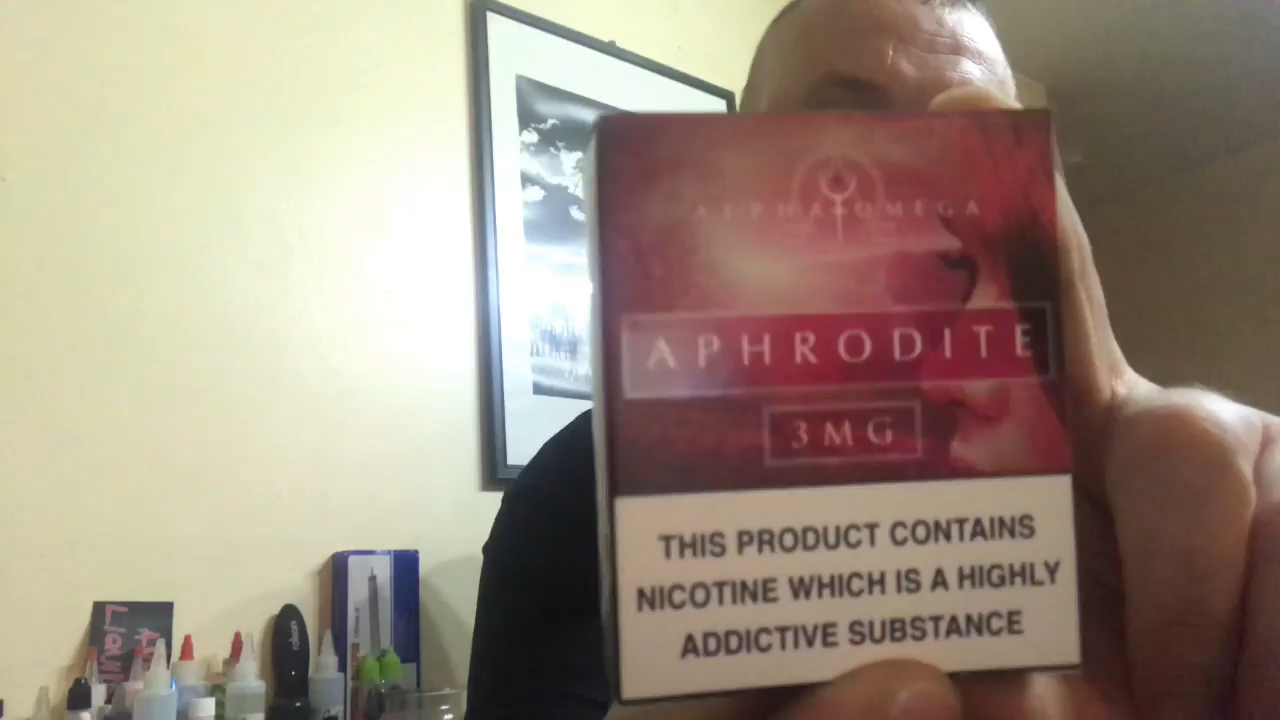 ALPHA OMEGA
APHRODITE
3MG
THIS PRODUCT CONTAINS
NICOTINE WHICH IS A HIGHLY
ADDICTIVE SUBSTANCE